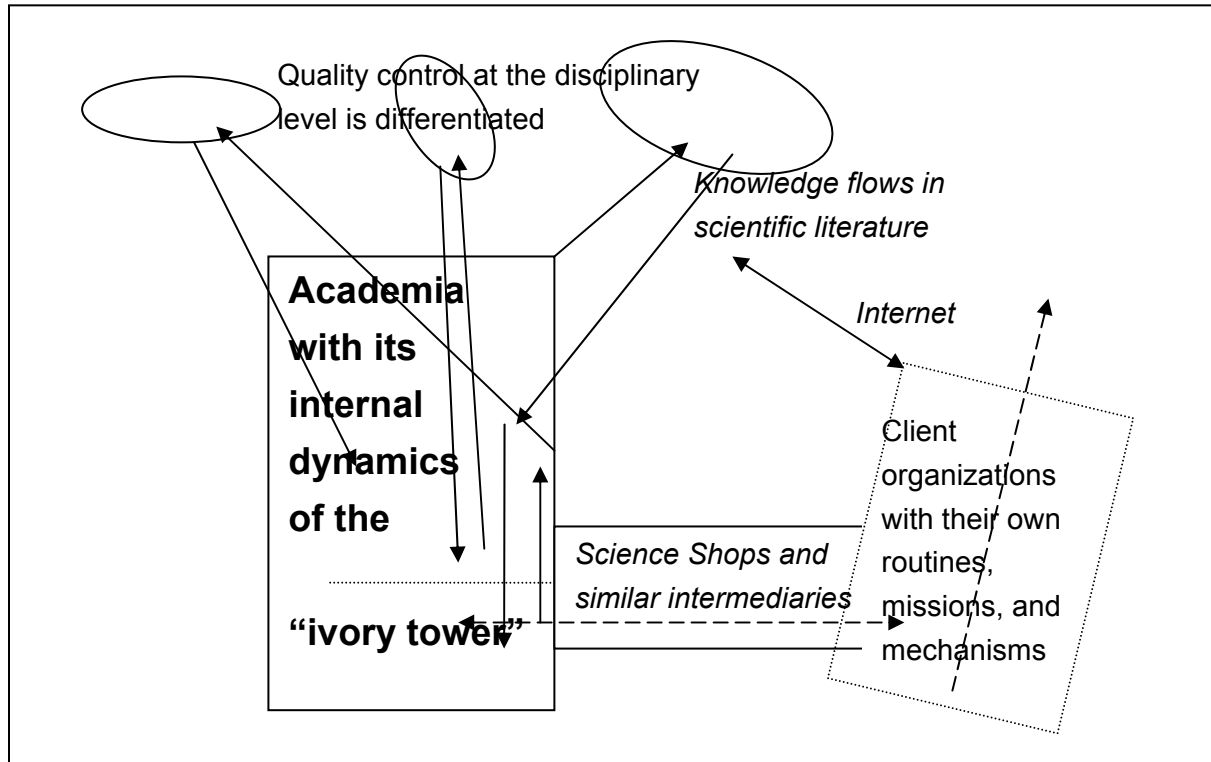 Quality control at the disciplinary
level is differentiated
Knowledge flows in
scientific literature
Internet
Academia
with its
internal
dynamics
of the
“ivory tower”
Science Shops and
similar intermediaries
Client
organizations
with their own
routines,
missions, and
mechanisms